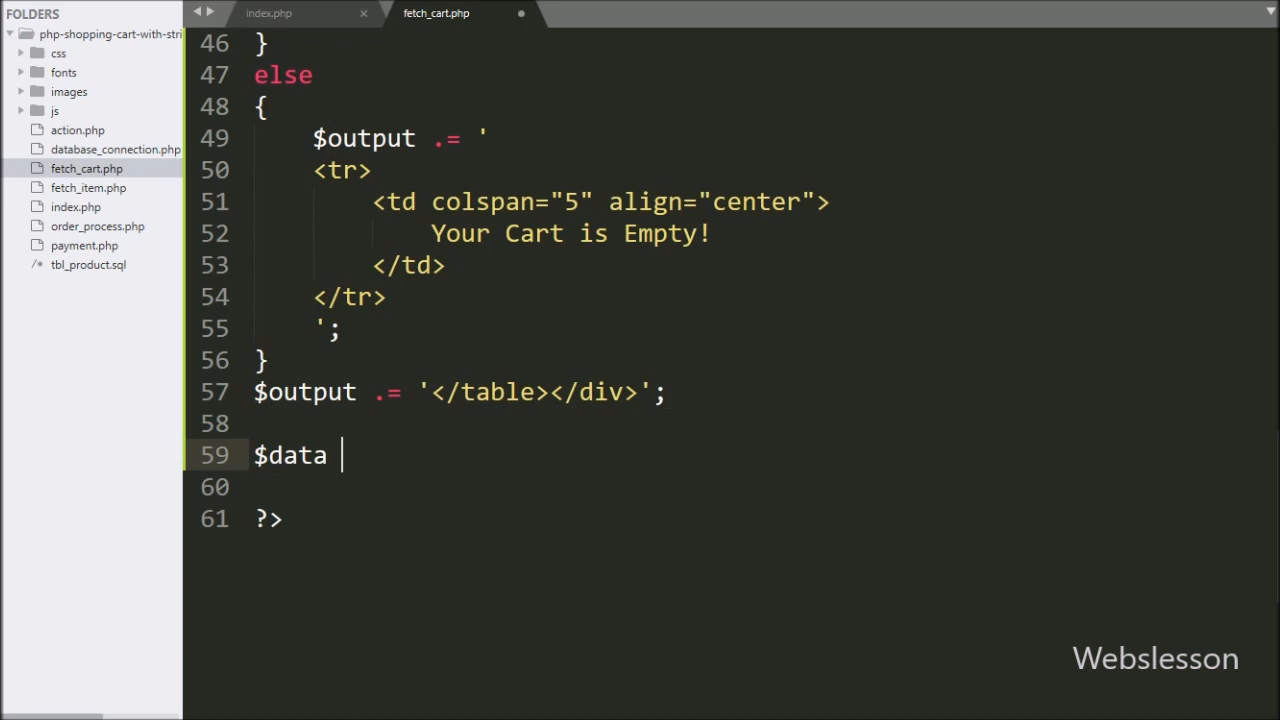 FOLDERS
php-shopping-cart-with-stri
css
fonts
images
js
action.php
database_connection.php
fetch_cart.php
fetch_item.php
index.php
order_process.php
payment.php
/* tbl_product.sql
index.php × fetch_cart.php
46 }
47 else
48 {
49 $output .= '
50 <tr>
51 <td colspan="5" align="center">
52 Your Cart is Empty!
53 </td>
54 </tr>
55 ';
56 }
57 $output .= '</table></div>';
58
59 $data
60
61 ?>
Webslesson